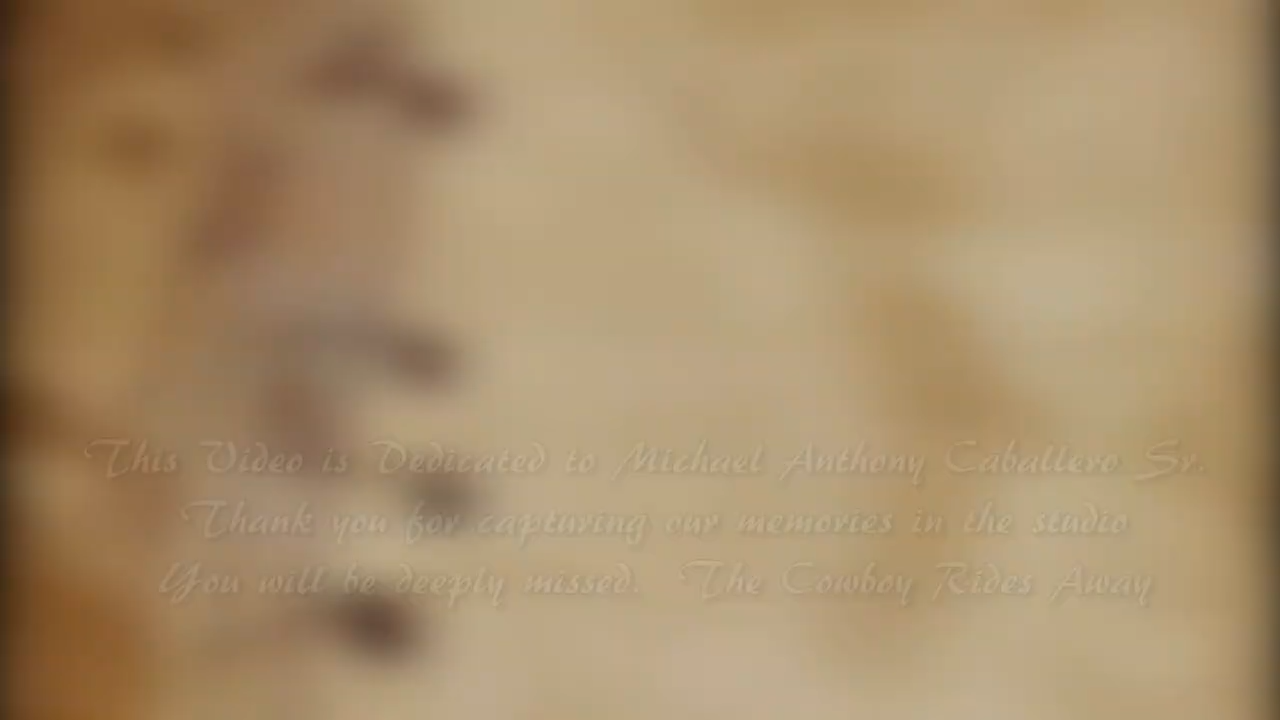 This Video is Dedicated to Michael Anthony Caballero Sr.
Thank you for capturing our memories in the studio
You will be deeply missed. The Cowboy Rides Away